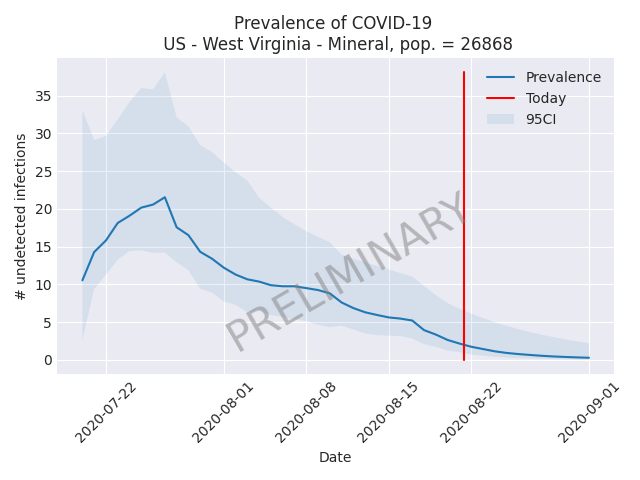 Prevalence of COVID-19
US - West Virginia - Mineral, pop. = 26868
Prevalence
Today
95CI
35
30
25
20
15
10
5
0
# undetected infections
PRELIMINARY
2020-07-22
2020-08-01
2020-08-08
2020-08-15
2020-08-22
2020-09-01
Date